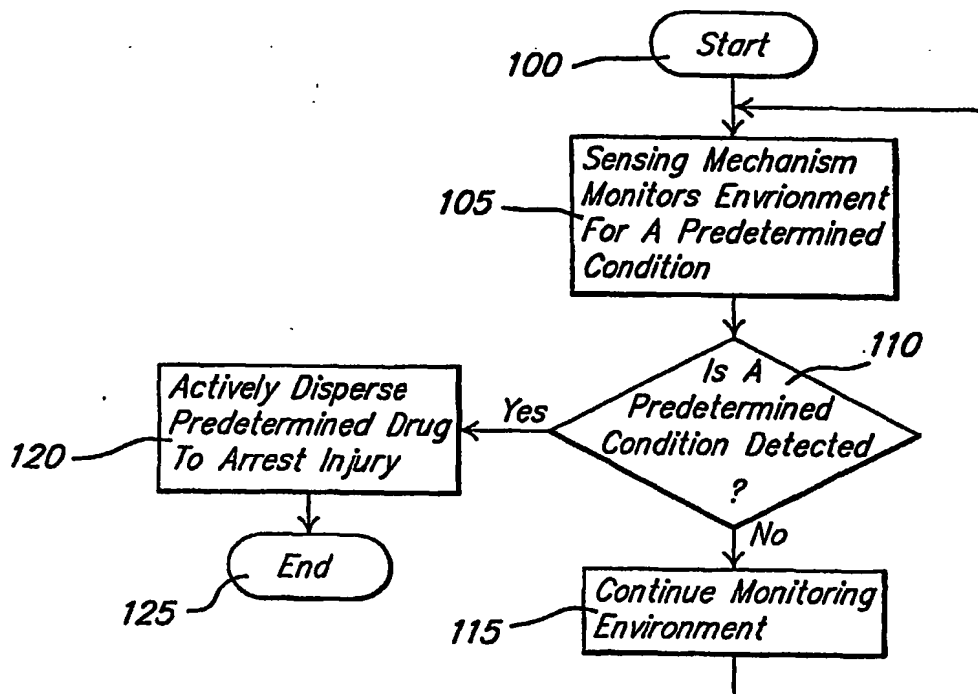 Start
100
Sensing Mechanism
Monitors Envrionment
For A Predetermined
Condition
105
110
Is A
Predetermined
Condition Detected
?
Yes
Actively Disperse
Predetermined Drug
To Arrest Injury
120
End
125
No
Continue Monitoring
Environment
115